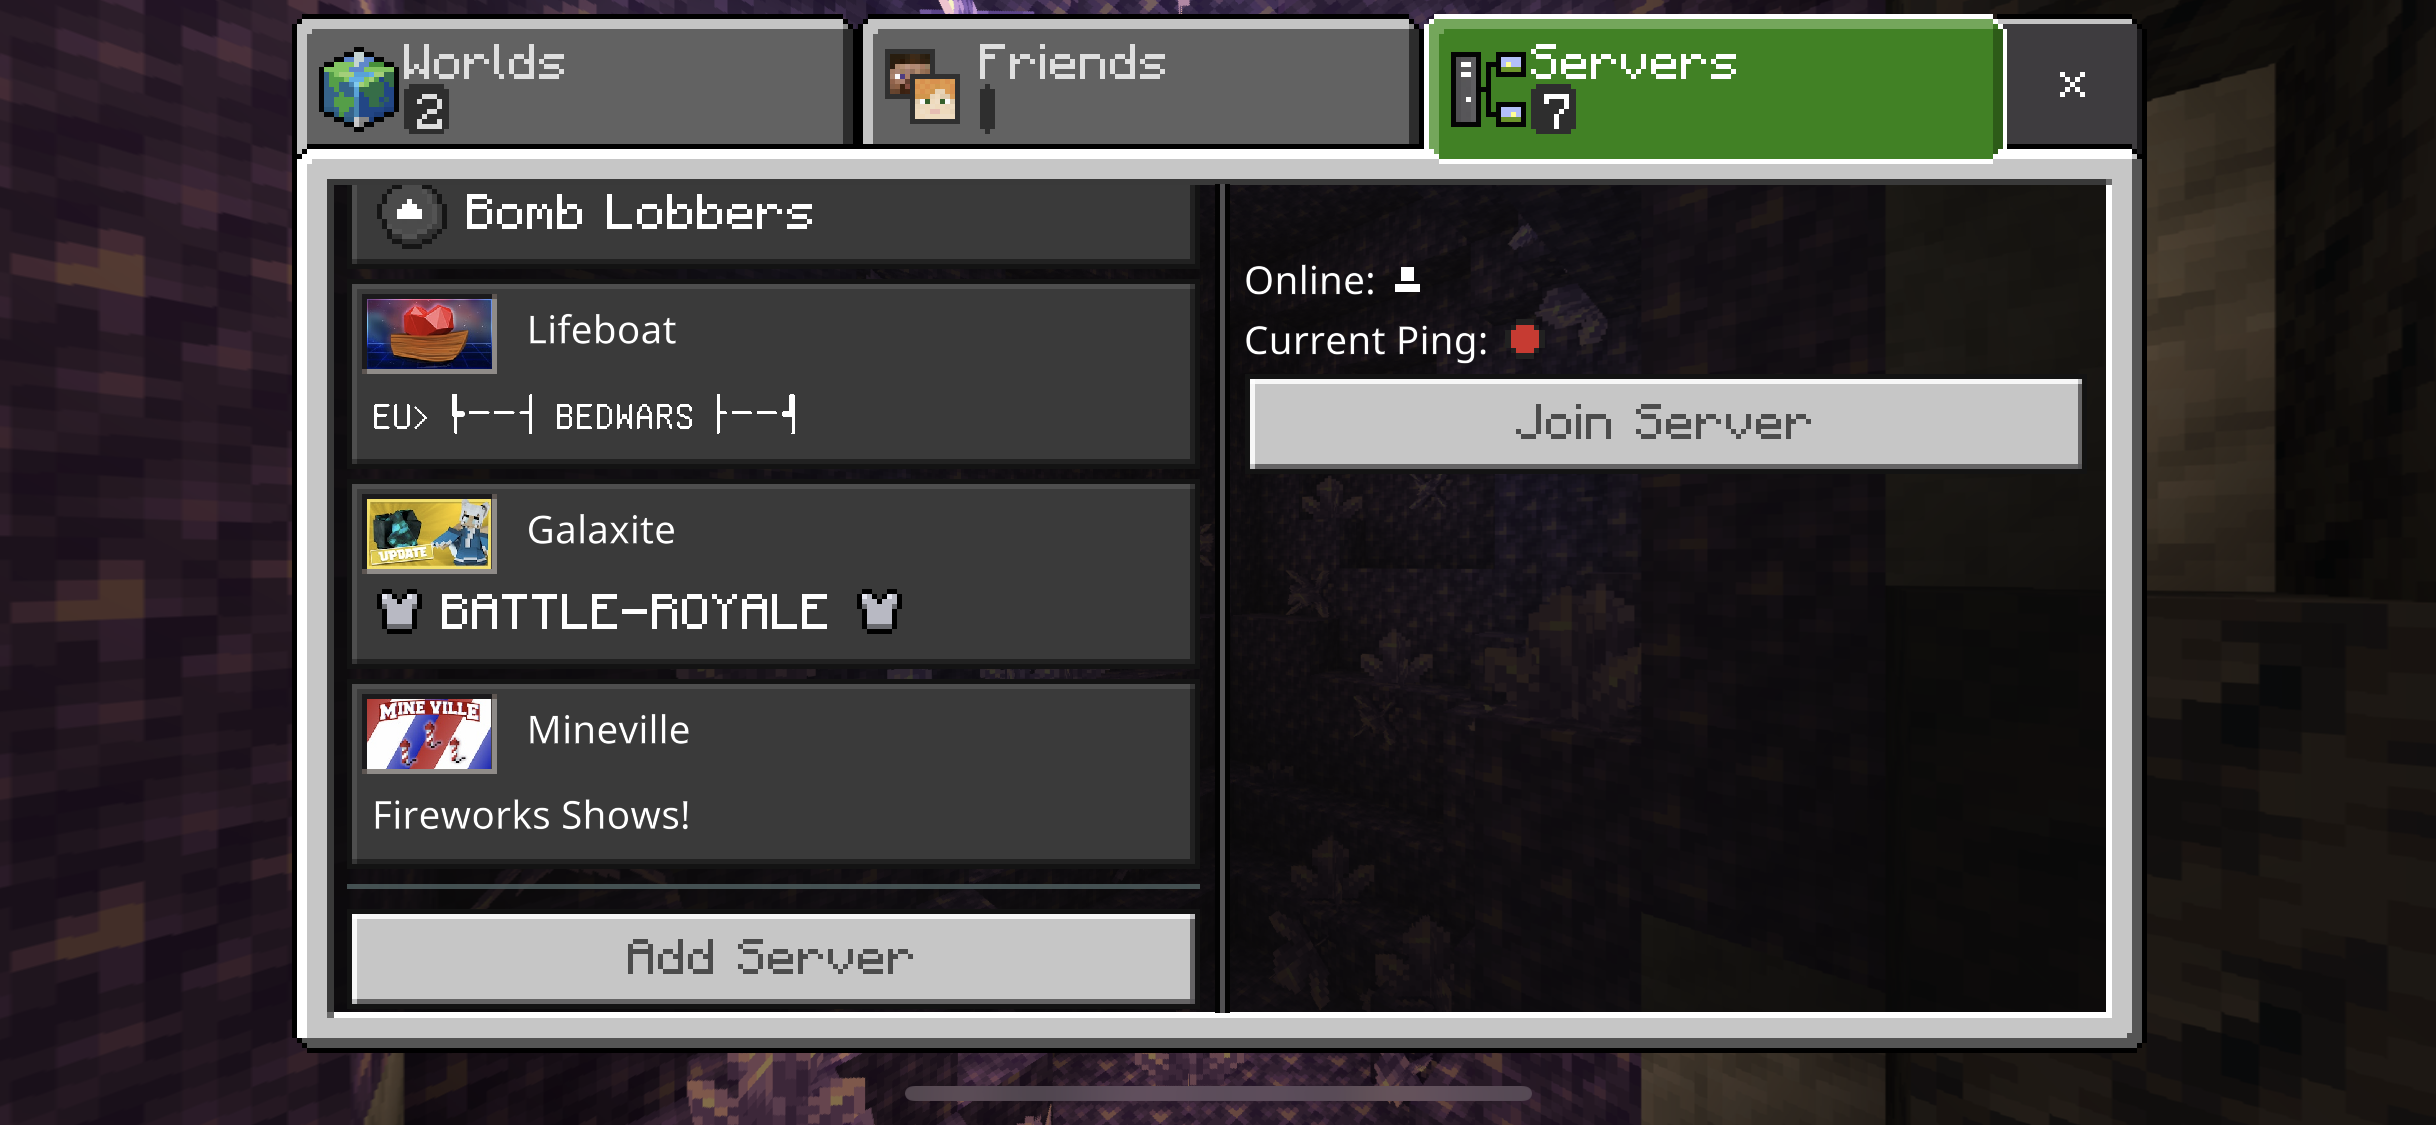 Worlds
2
Friends
Servers
7
x
Bomb Lobbers
Lifeboat
EU> ├──┤ BEDWARS ├──┤
UPDATE
Galaxite
BATTLE-ROYALE
MINE VILLE
Mineville
Fireworks Shows!
Add Server
Online:
Current Ping:
Join Server